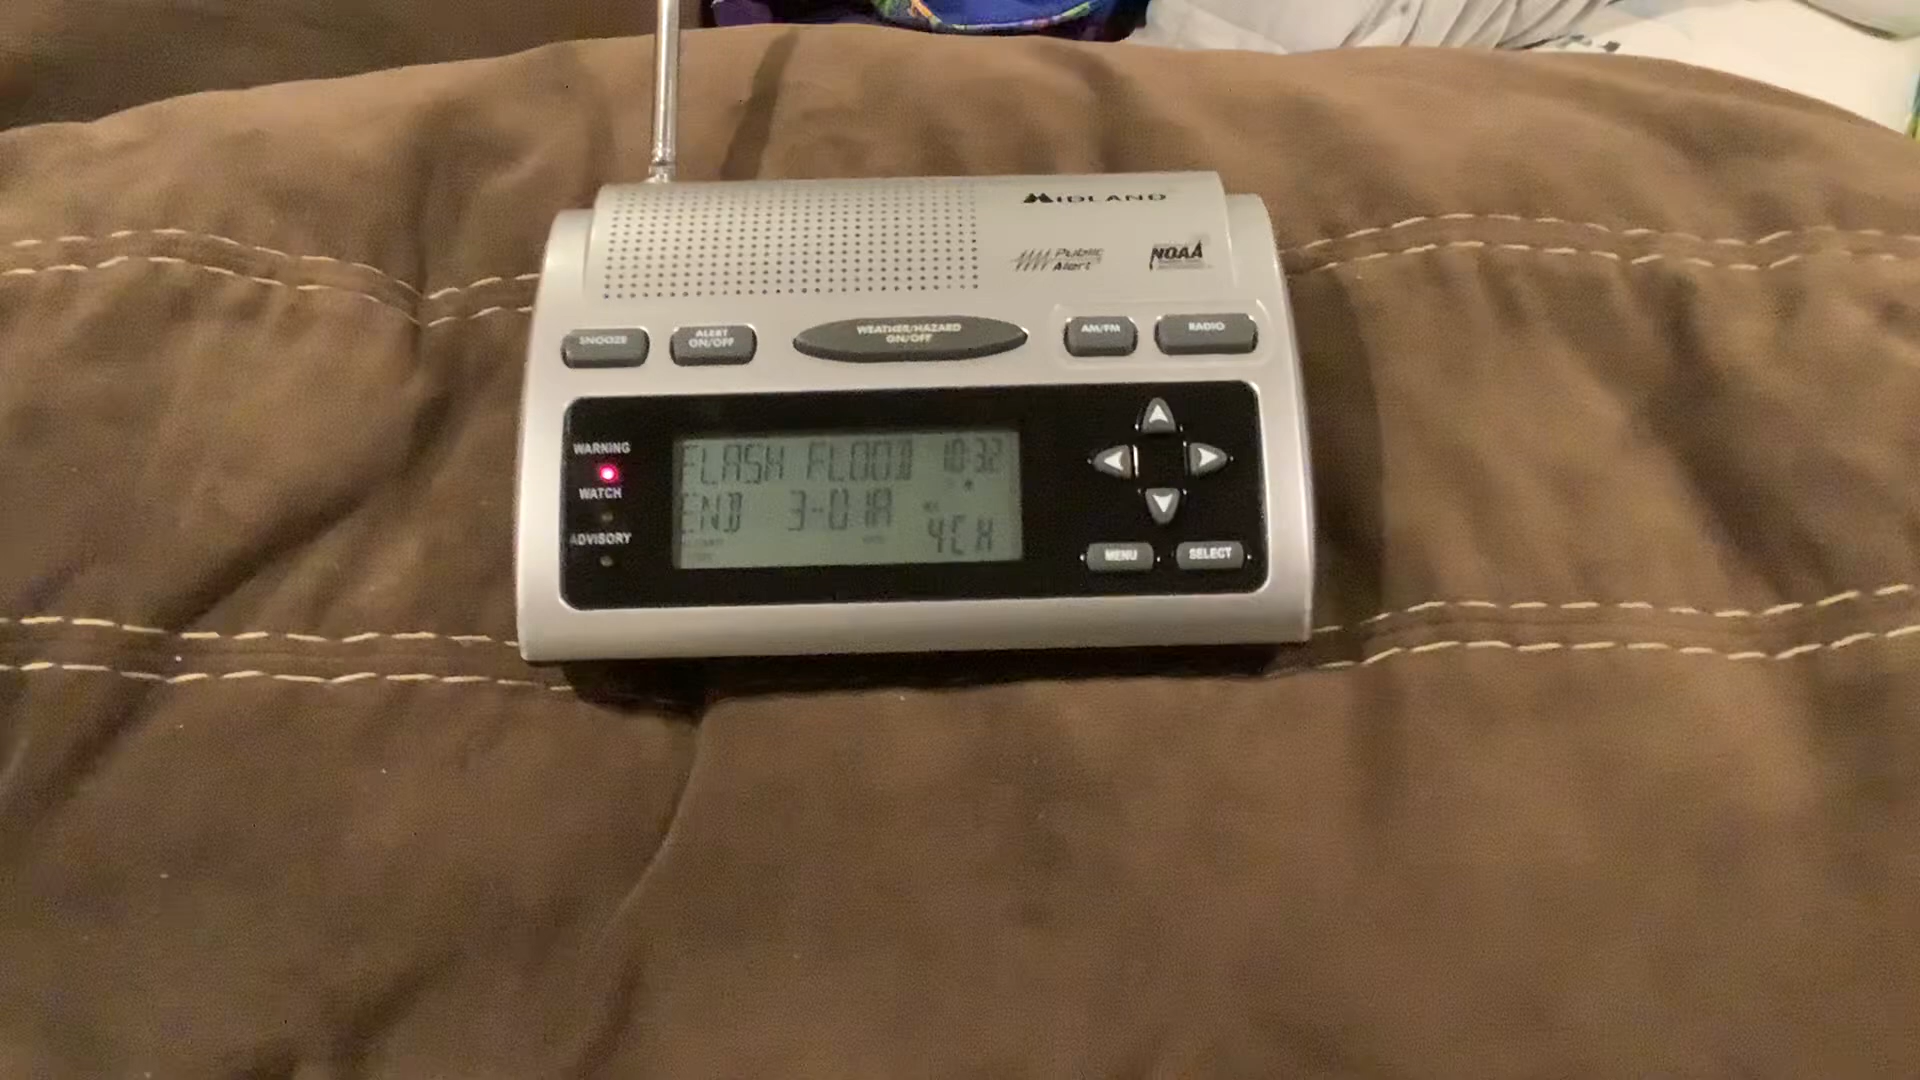 MIDLAND
Public
Alert
NOAA
SNOOZE
ALERT
ON/OFF
WEATHER/HAZARD
ON/OFF
AM/FM
RADIO
WARNING
WATCH
ADVISORY
FLASH FLOOD 10:32
END 3-01A
4CH
MENU
SELECT